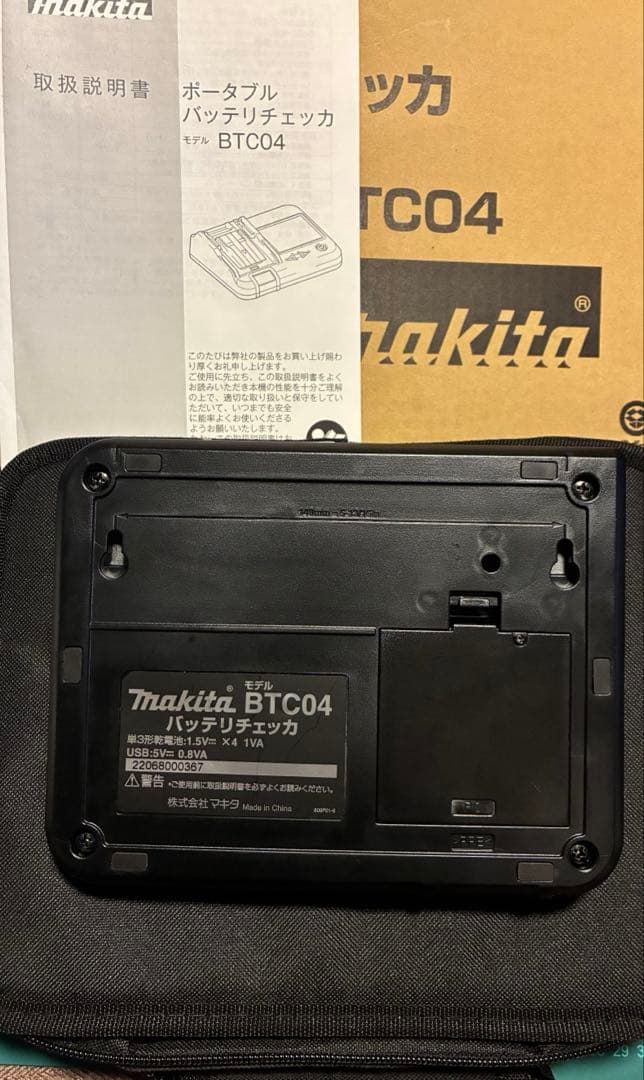 makita
取扱説明書
ポータブル
バッテリチェッカ
モデル BTC04
このたびは弊社の製品をお買い上げ賜わ
り厚くお礼申し上げます。
ご使用に先立ち、この取扱説明書をよく
お読みいただき本機の性能を十分ご理解
の上で、適切な取り扱いと保守をしてい
ただいて、いつまでも安全
に能率よくお使いくださる
ようお願いいたします。
ッカ
TC04
makita®
makita® モデル BTC04
バッテリチェッカ
単3形乾電池:1.5V⎓ ×4 1VA
USB:5V⎓ 0.8VA
22068000367
⚠警告 •ご使用前に取扱説明書を必ずよくお読みください。
株式会社 マキタ Made in China
29 3